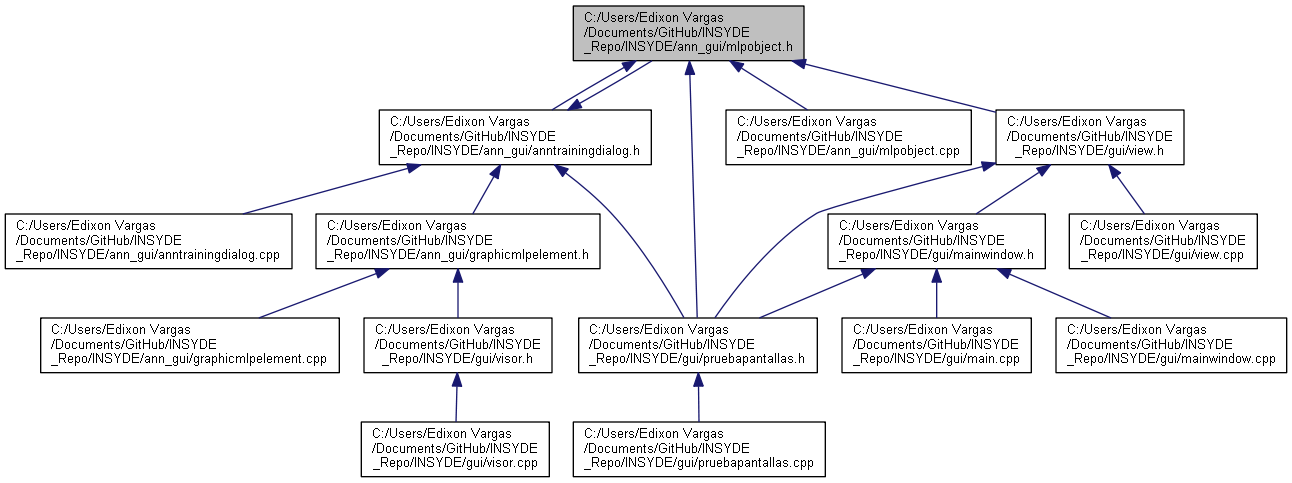 C:/Users/Edixon Vargas
/Documents/GitHub/INSYDE
_Repo/INSYDE/ann_gui/mlpobject.h
C:/Users/Edixon Vargas
/Documents/GitHub/INSYDE
_Repo/INSYDE/ann_gui/anntrainingdialog.h
C:/Users/Edixon Vargas
/Documents/GitHub/INSYDE
_Repo/INSYDE/ann_gui/mlpobject.cpp
C:/Users/Edixon Vargas
/Documents/GitHub/INSYDE
_Repo/INSYDE/gui/view.h
C:/Users/Edixon Vargas
/Documents/GitHub/INSYDE
_Repo/INSYDE/ann_gui/anntrainingdialog.cpp
C:/Users/Edixon Vargas
/Documents/GitHub/INSYDE
_Repo/INSYDE/ann_gui/graphicmlpelement.h
C:/Users/Edixon Vargas
/Documents/GitHub/INSYDE
_Repo/INSYDE/gui/mainwindow.h
C:/Users/Edixon Vargas
/Documents/GitHub/INSYDE
_Repo/INSYDE/gui/view.cpp
C:/Users/Edixon Vargas
/Documents/GitHub/INSYDE
_Repo/INSYDE/ann_gui/graphicmlpelement.cpp
C:/Users/Edixon Vargas
/Documents/GitHub/INSYDE
_Repo/INSYDE/gui/visor.h
C:/Users/Edixon Vargas
/Documents/GitHub/INSYDE
_Repo/INSYDE/gui/pruebapantallas.h
C:/Users/Edixon Vargas
/Documents/GitHub/INSYDE
_Repo/INSYDE/gui/main.cpp
C:/Users/Edixon Vargas
/Documents/GitHub/INSYDE
_Repo/INSYDE/gui/mainwindow.cpp
C:/Users/Edixon Vargas
/Documents/GitHub/INSYDE
_Repo/INSYDE/gui/visor.cpp
C:/Users/Edixon Vargas
/Documents/GitHub/INSYDE
_Repo/INSYDE/gui/pruebapantallas.cpp